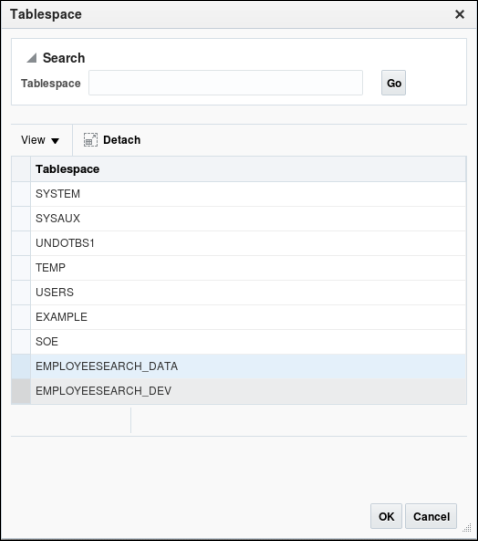 Tablespace
Search
Tablespace Go
View Detach
Tablespace
SYSTEM
SYSAUX
UNDOTBS1
TEMP
USERS
EXAMPLE
SOE
EMPLOYEESEARCH_DATA
EMPLOYEESEARCH_DEV
OK Cancel